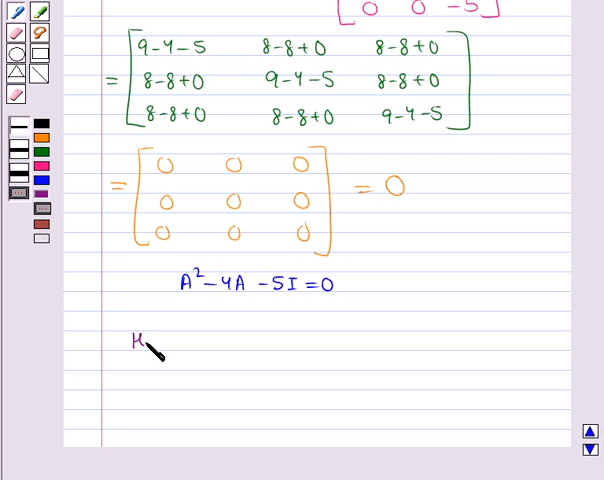 [0 0 -5]
= [9-4-5 8-8+0 8-8+0
8-8+0 9-4-5 8-8+0
8-8+0 8-8+0 9-4-5]
= [0 0 0
0 0 0
0 0 0] = 0
A² - 4A - 5I = 0
H